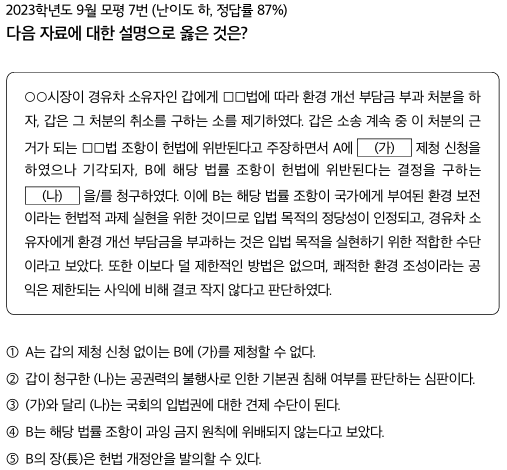 2023학년도 9월 모평 7번 (난이도 하, 정답률 87%)
다음 자료에 대한 설명으로 옳은 것은?
○○시장이 경유차 소유자인 갑에게 □□법에 따라 환경 개선 부담금 부과 처분을 하
자, 갑은 그 처분의 취소를 구하는 소를 제기하였다. 갑은 소송 계속 중 이 처분의 근
거가 되는 □□법 조항이 헌법에 위반된다고 주장하면서 A에 (가) 제청 신청을
하였으나 기각되자, B에 해당 법률 조항이 헌법에 위반된다는 결정을 구하는
(나) 을/를 청구하였다. 이에 B는 해당 법률 조항이 국가에게 부여된 환경 보전
이라는 헌법적 과제 실현을 위한 것이므로 입법 목적의 정당성이 인정되고, 경유차 소
유자에게 환경 개선 부담금을 부과하는 것은 입법 목적을 실현하기 위한 적합한 수단
이라고 보았다. 또한 이보다 덜 제한적인 방법은 없으며, 쾌적한 환경 조성이라는 공
익은 제한되는 사익에 비해 결코 작지 않다고 판단하였다.
① A는 갑의 제청 신청 없이는 B에 (가)를 제청할 수 없다.
② 갑이 청구한 (나)는 공권력의 불행사로 인한 기본권 침해 여부를 판단하는 심판이다.
③ (가)와 달리 (나)는 국회의 입법권에 대한 견제 수단이 된다.
④ B는 해당 법률 조항이 과잉 금지 원칙에 위배되지 않는다고 보았다.
⑤ B의 장(長)은 헌법 개정안을 발의할 수 있다.